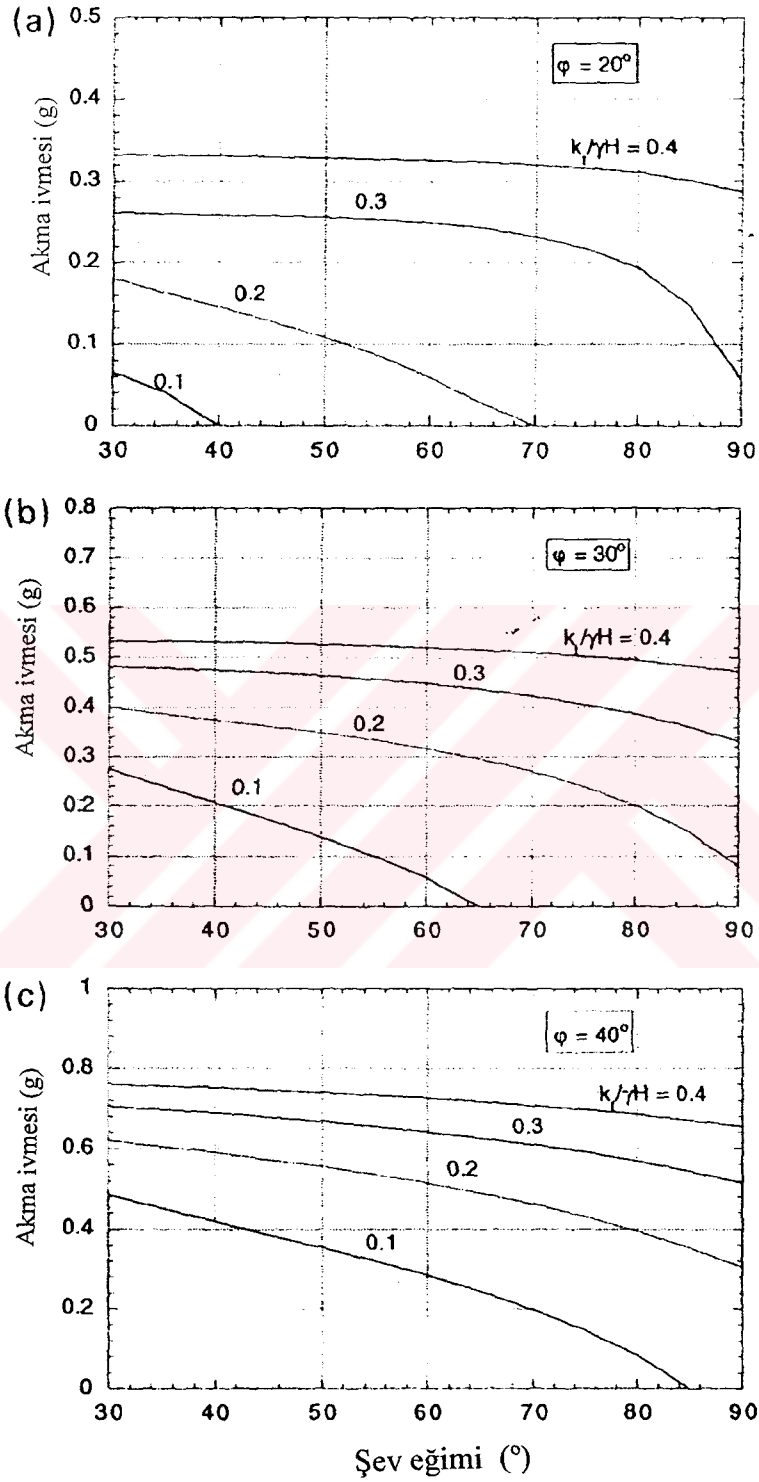 (a)
0.5
0.4
0.3
0.2
0.1
0
Akma ivmesi (g)
φ = 20°
k/γH = 0.4
0.3
0.2
0.1
30 40 50 60 70 80 90
(b)
0.8
0.7
0.6
0.5
0.4
0.3
0.2
0.1
0
Akma ivmesi (g)
φ = 30°
k/γH = 0.4
0.3
0.2
0.1
30 40 50 60 70 80 90
(c)
1
0.8
0.6
0.4
0.2
0
Akma ivmesi (g)
φ = 40°
k/γH = 0.4
0.3
0.2
0.1
30 40 50 60 70 80 90
Şev eğimi (°)